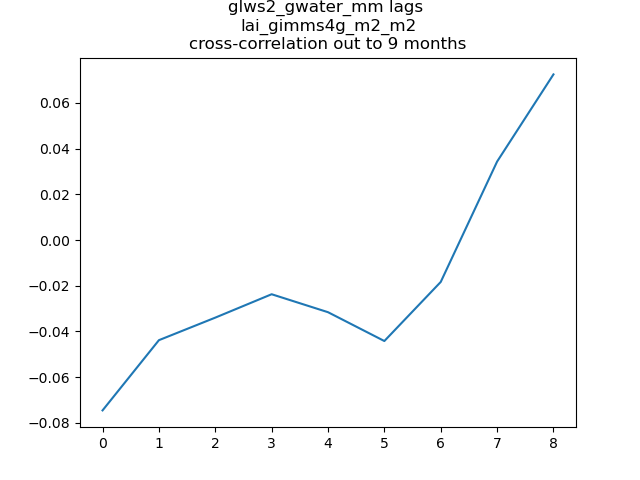 glws2_gwater_mm lags
lai_gimms4g_m2_m2
cross-correlation out to 9 months
0.06
0.04
0.02
0.00
−0.02
−0.04
−0.06
−0.08
0 1 2 3 4 5 6 7 8